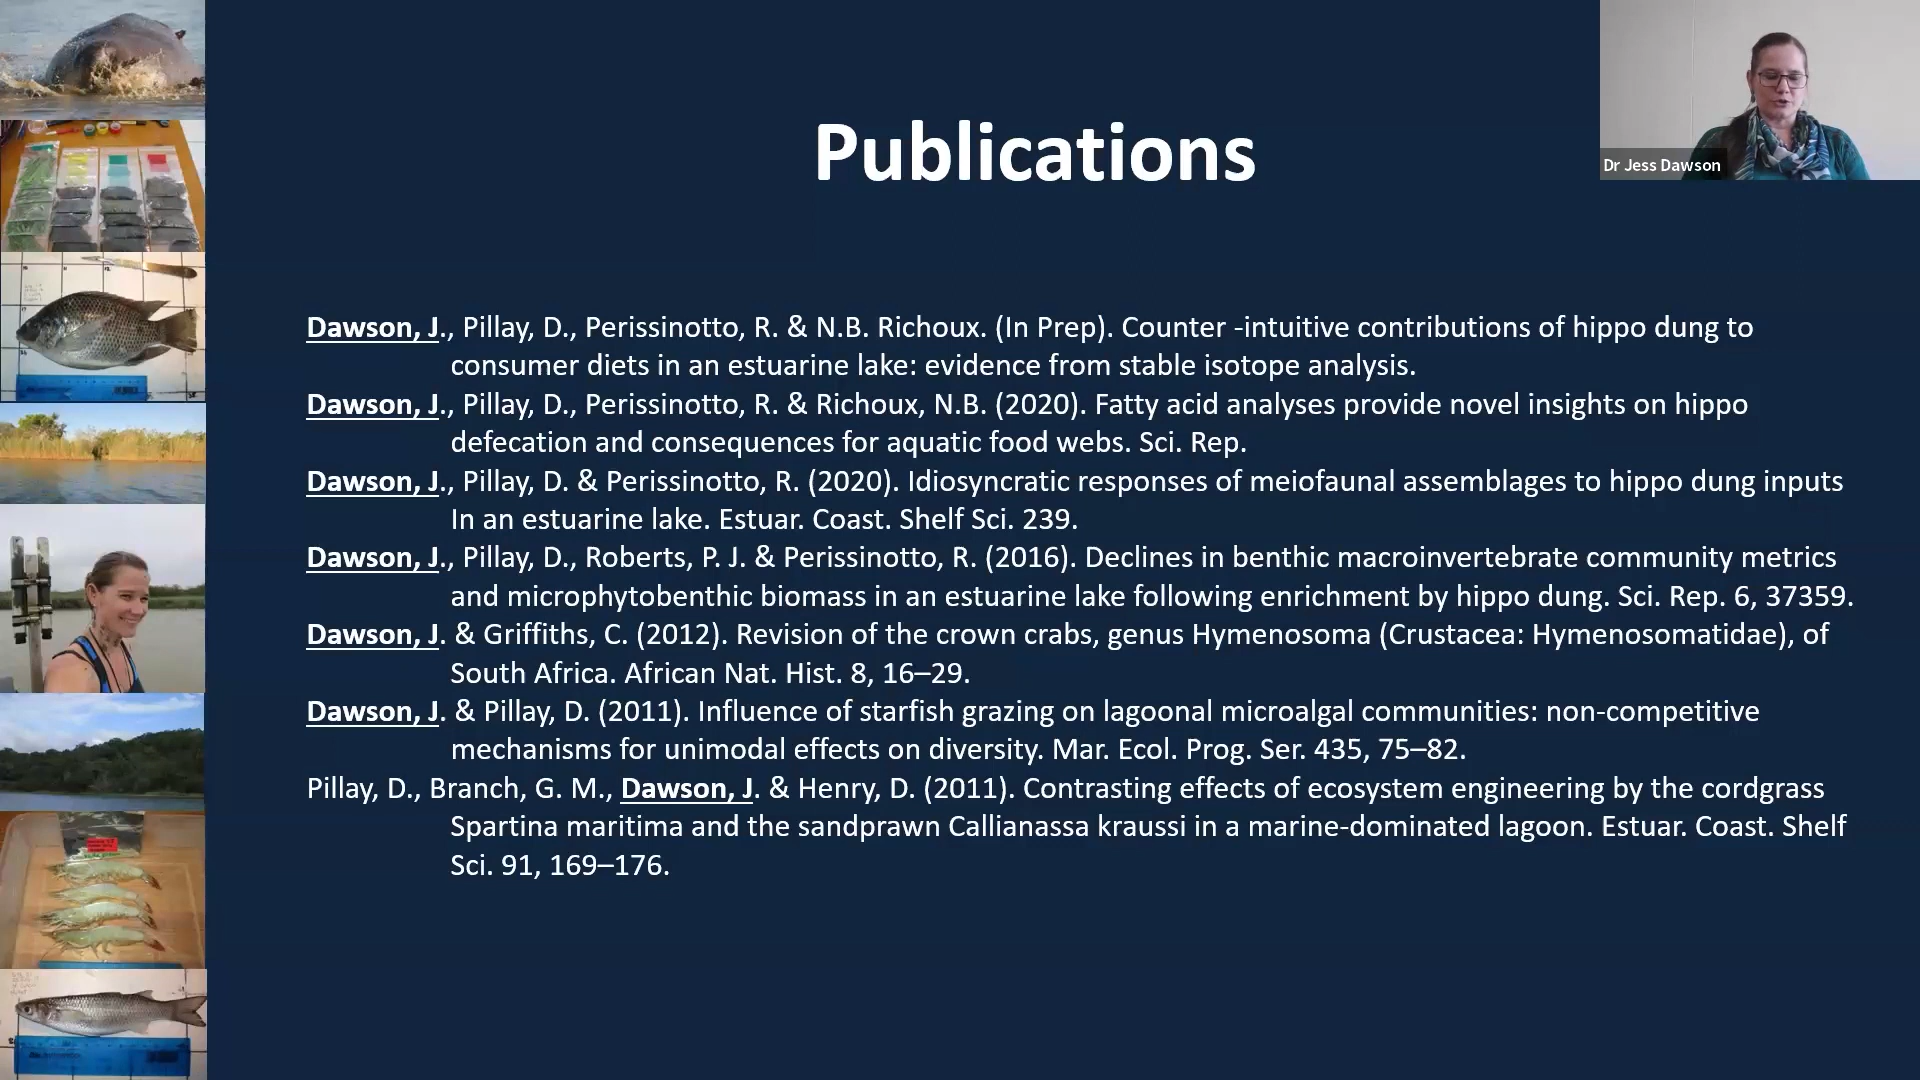 Publications
Dr Jess Dawson
Dawson, J., Pillay, D., Perissinotto, R. & N.B. Richoux. (In Prep). Counter -intuitive contributions of hippo dung to
consumer diets in an estuarine lake: evidence from stable isotope analysis.
Dawson, J., Pillay, D., Perissinotto, R. & Richoux, N.B. (2020). Fatty acid analyses provide novel insights on hippo
defecation and consequences for aquatic food webs. Sci. Rep.
Dawson, J., Pillay, D. & Perissinotto, R. (2020). Idiosyncratic responses of meiofaunal assemblages to hippo dung inputs
In an estuarine lake. Estuar. Coast. Shelf Sci. 239.
Dawson, J., Pillay, D., Roberts, P. J. & Perissinotto, R. (2016). Declines in benthic macroinvertebrate community metrics
and microphytobenthic biomass in an estuarine lake following enrichment by hippo dung. Sci. Rep. 6, 37359.
Dawson, J. & Griffiths, C. (2012). Revision of the crown crabs, genus Hymenosoma (Crustacea: Hymenosomatidae), of
South Africa. African Nat. Hist. 8, 16–29.
Dawson, J. & Pillay, D. (2011). Influence of starfish grazing on lagoonal microalgal communities: non-competitive
mechanisms for unimodal effects on diversity. Mar. Ecol. Prog. Ser. 435, 75–82.
Pillay, D., Branch, G. M., Dawson, J. & Henry, D. (2011). Contrasting effects of ecosystem engineering by the cordgrass
Spartina maritima and the sandprawn Callianassa kraussi in a marine-dominated lagoon. Estuar. Coast. Shelf
Sci. 91, 169–176.